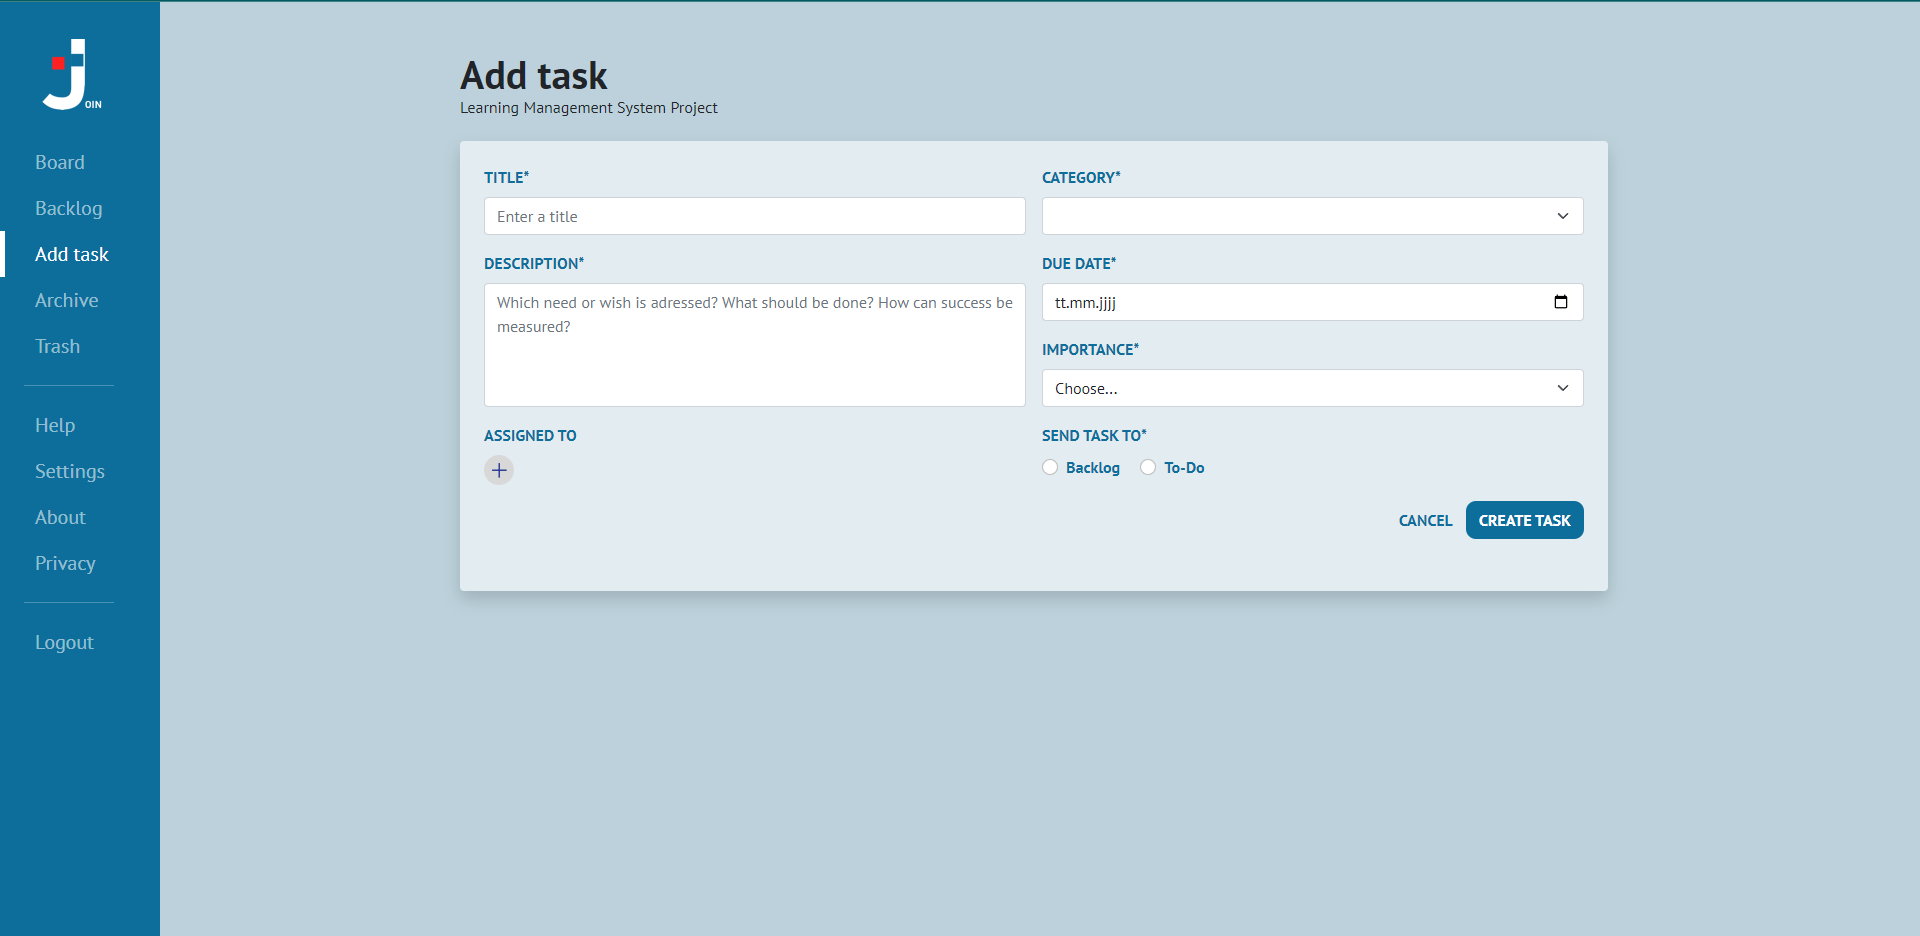 OIN
Board
Backlog
Add task
Archive
Trash
Help
Settings
About
Privacy
Logout
Add task
Learning Management System Project
TITLE*
Enter a title
CATEGORY*
DESCRIPTION*
Which need or wish is adressed? What should be done? How can success be
measured?
DUE DATE*
tt.mm.jjjj
IMPORTANCE*
Choose...
ASSIGNED TO
SEND TASK TO*
Backlog To-Do
CANCEL CREATE TASK